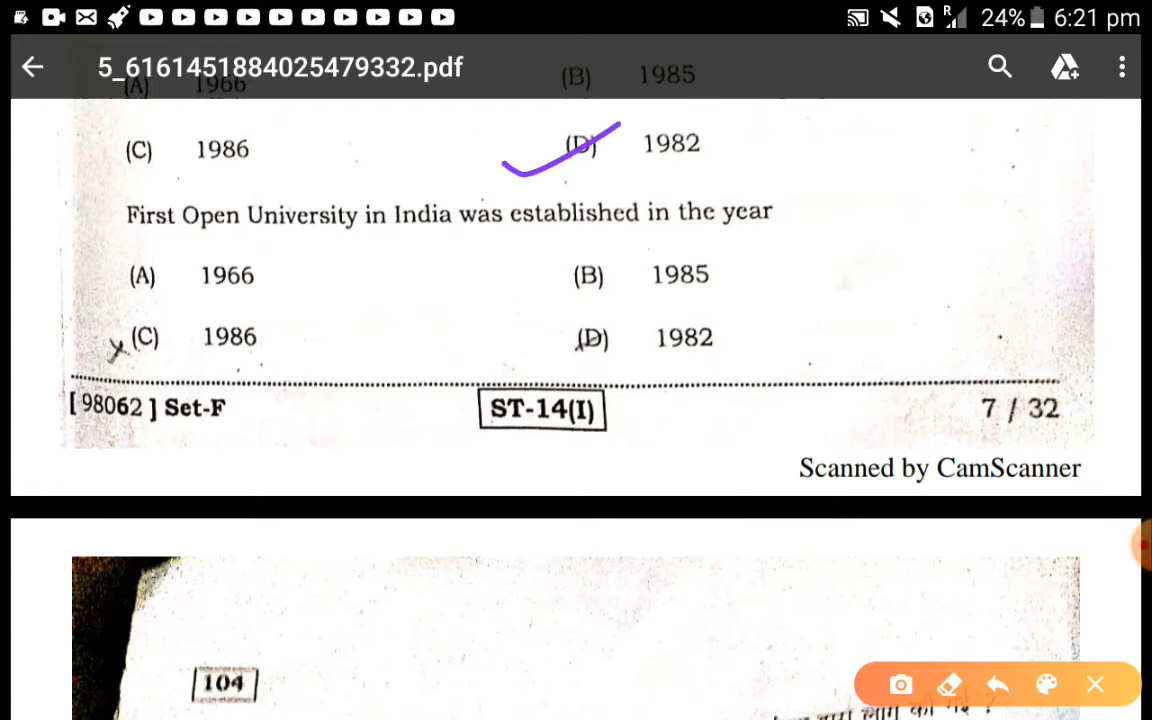 24% 6:21 pm
5_6161451884025479332.pdf
(A) 1966 (B) 1985
(C) 1986 (D) 1982
First Open University in India was established in the year
(A) 1966 (B) 1985
(C) 1986 (D) 1982
[ 98062 ] Set-F ST-14(I) 7 / 32
Scanned by CamScanner
104